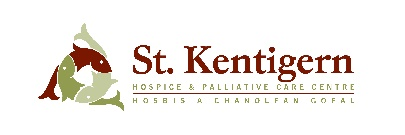 St. Kentigern
HOSPICE & PALLIATIVE CARE CENTRE
HOSBIS A CHANOLFAN GOFAL